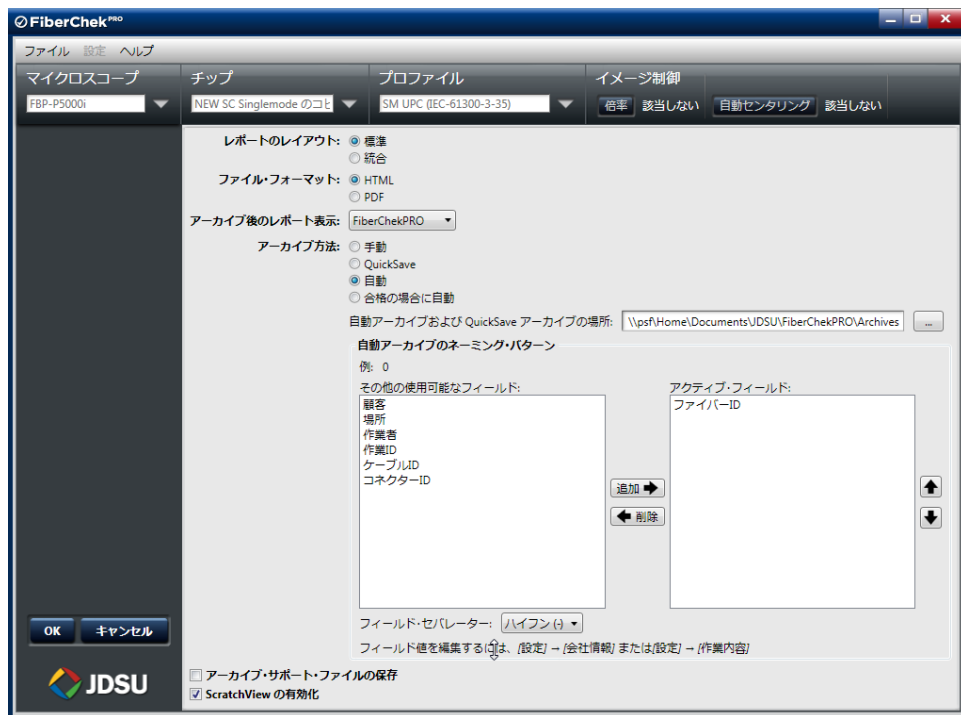 FiberChek PRO
ファイル 設定 ヘルプ
マイクロスコープ チップ プロファイル イメージ制御
FBP-P5000i NEW SC Singlemode のコピ SM UPC (IEC-61300-3-35) 倍率 該当しない 自動センタリング 該当しない
レポートのレイアウト: 標準
統合
ファイル・フォーマット: HTML
PDF
アーカイブ後のレポート表示: FiberChekPRO
アーカイブ方法: 手動
QuickSave
自動
合格の場合に自動
自動アーカイブおよび QuickSave アーカイブの場所: \\psf\Home\Documents\JDSU\FiberChekPRO\Archives ...
自動アーカイブのネーミング・パターン
例: 0
その他の使用可能なフィールド: アクティブ・フィールド:
顧客 ファイバーID
場所
作業者
作業ID
ケーブルID
コネクターID
追加
削除
フィールド・セパレーター: ハイフン (-)
フィールド値を編集するには、[設定] → [会社情報] または[設定] → [作業内容]
OK キャンセル
アーカイブ・サポート・ファイルの保存
ScratchView の有効化
JDSU